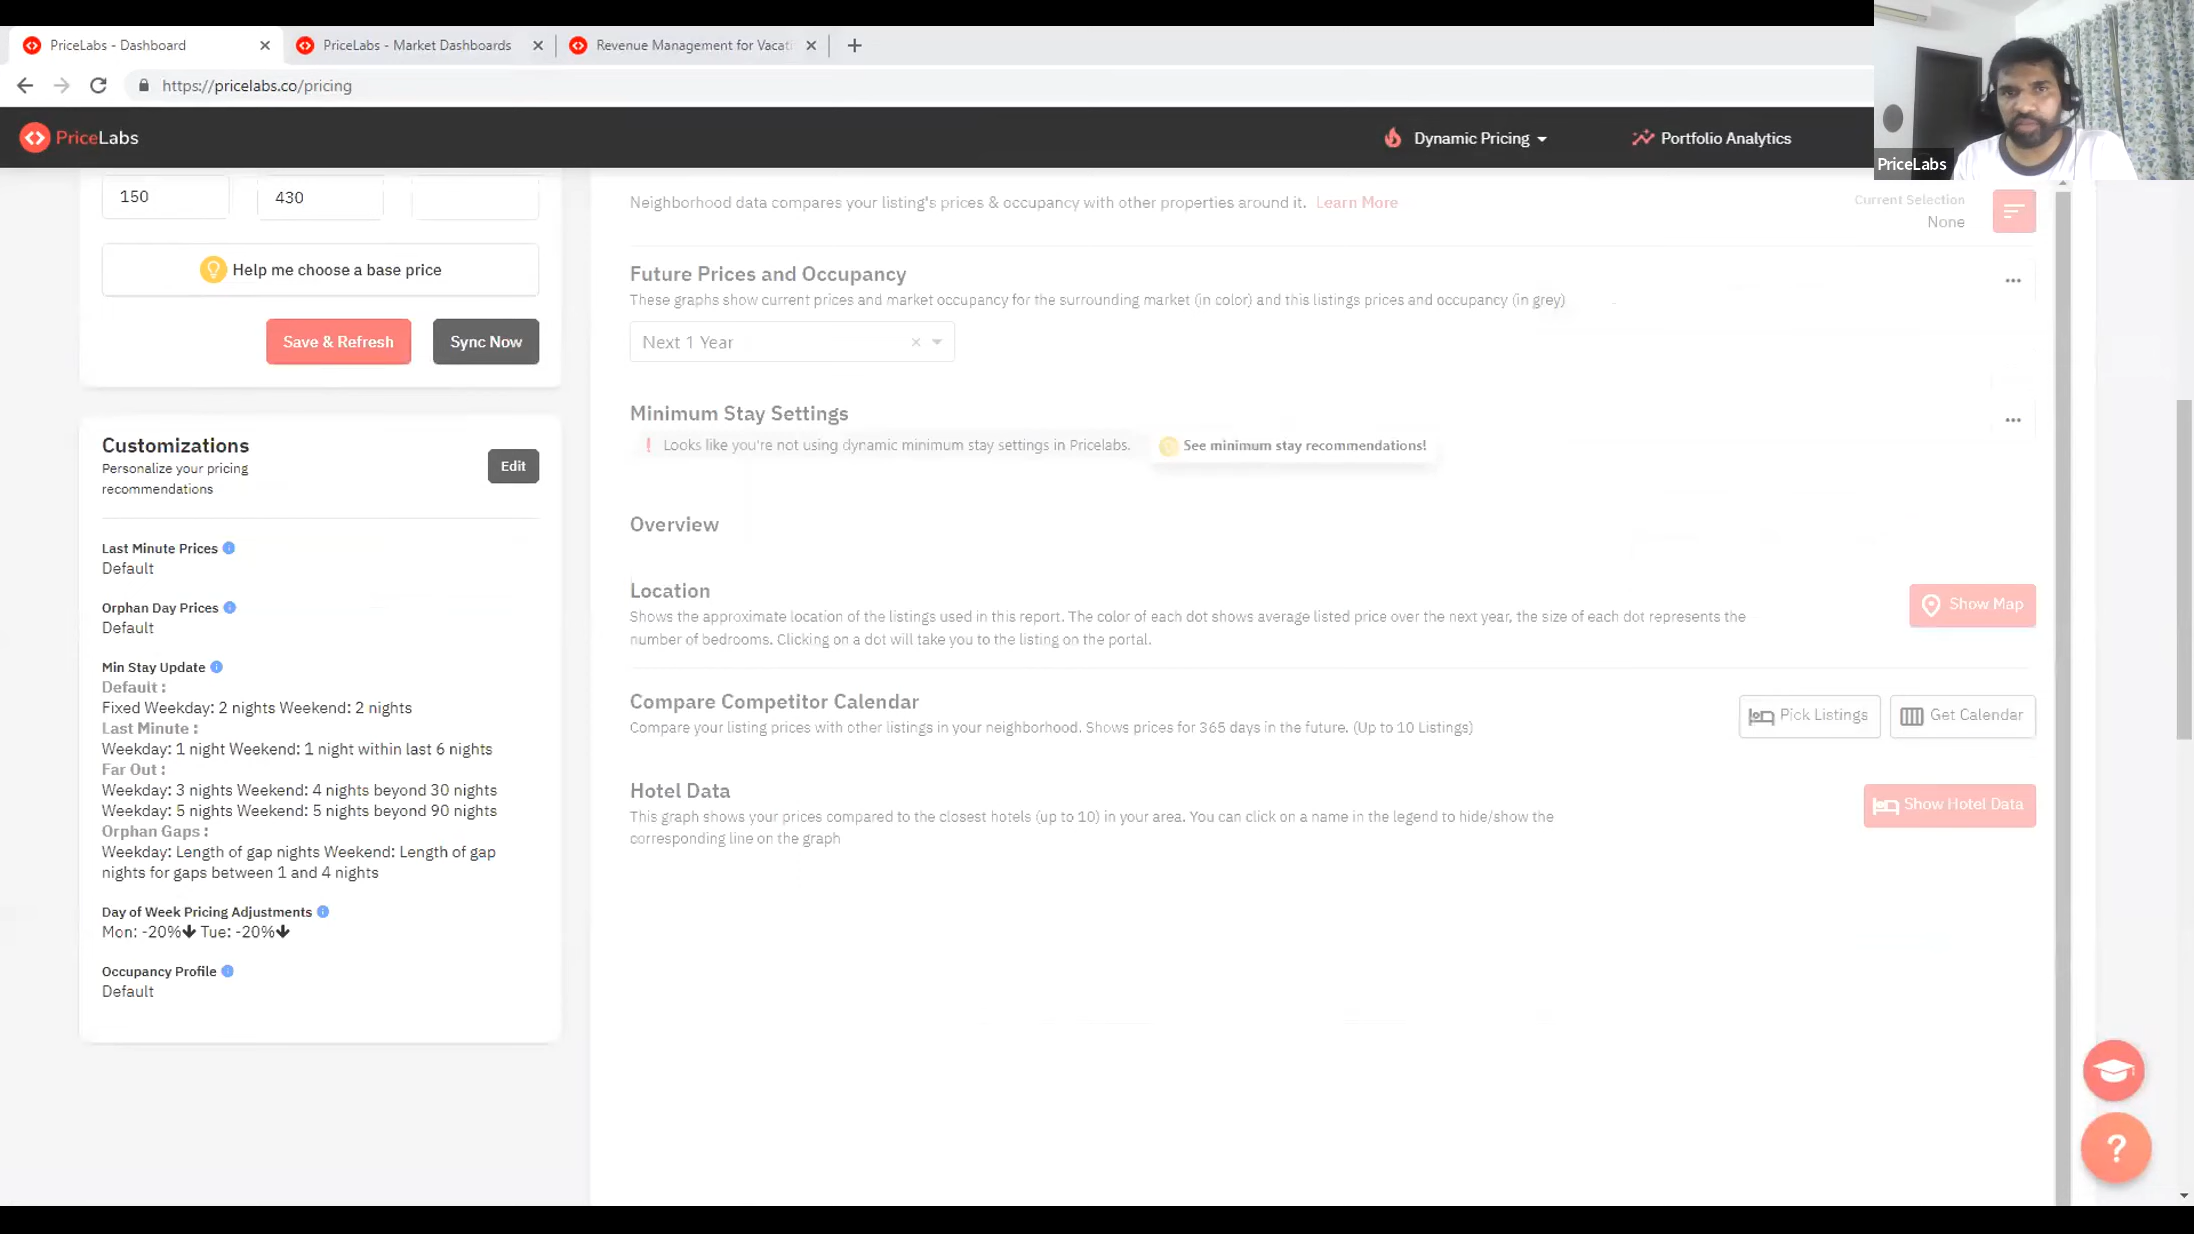 PriceLabs - Dashboard
PriceLabs - Market Dashboards
Revenue Management for Vacati
https://pricelabs.co/pricing
PriceLabs
Dynamic Pricing
Portfolio Analytics
PriceLabs
150
430
Help me choose a base price
Save & Refresh
Sync Now
Customizations
Personalize your pricing
recommendations
Edit
Last Minute Prices
Default
Orphan Day Prices
Default
Min Stay Update
Default :
Fixed Weekday: 2 nights Weekend: 2 nights
Last Minute :
Weekday: 1 night Weekend: 1 night within last 6 nights
Far Out :
Weekday: 3 nights Weekend: 4 nights beyond 30 nights
Weekday: 5 nights Weekend: 5 nights beyond 90 nights
Orphan Gaps :
Weekday: Length of gap nights Weekend: Length of gap
nights for gaps between 1 and 4 nights
Day of Week Pricing Adjustments
Mon: -20% Tue: -20%
Occupancy Profile
Default
Neighborhood data compares your listing's prices & occupancy with other properties around it. Learn More
Current Selection
None
Future Prices and Occupancy
These graphs show current prices and market occupancy for the surrounding market (in color) and this listings prices and occupancy (in grey)
Next 1 Year
Minimum Stay Settings
! Looks like you're not using dynamic minimum stay settings in Pricelabs.
See minimum stay recommendations!
Overview
Location
Shows the approximate location of the listings used in this report. The color of each dot shows average listed price over the next year, the size of each dot represents the
number of bedrooms. Clicking on a dot will take you to the listing on the portal.
Show Map
Compare Competitor Calendar
Compare your listing prices with other listings in your neighborhood. Shows prices for 365 days in the future. (Up to 10 Listings)
Pick Listings
Get Calendar
Hotel Data
This graph shows your prices compared to the closest hotels (up to 10) in your area. You can click on a name in the legend to hide/show the
corresponding line on the graph
Show Hotel Data
?